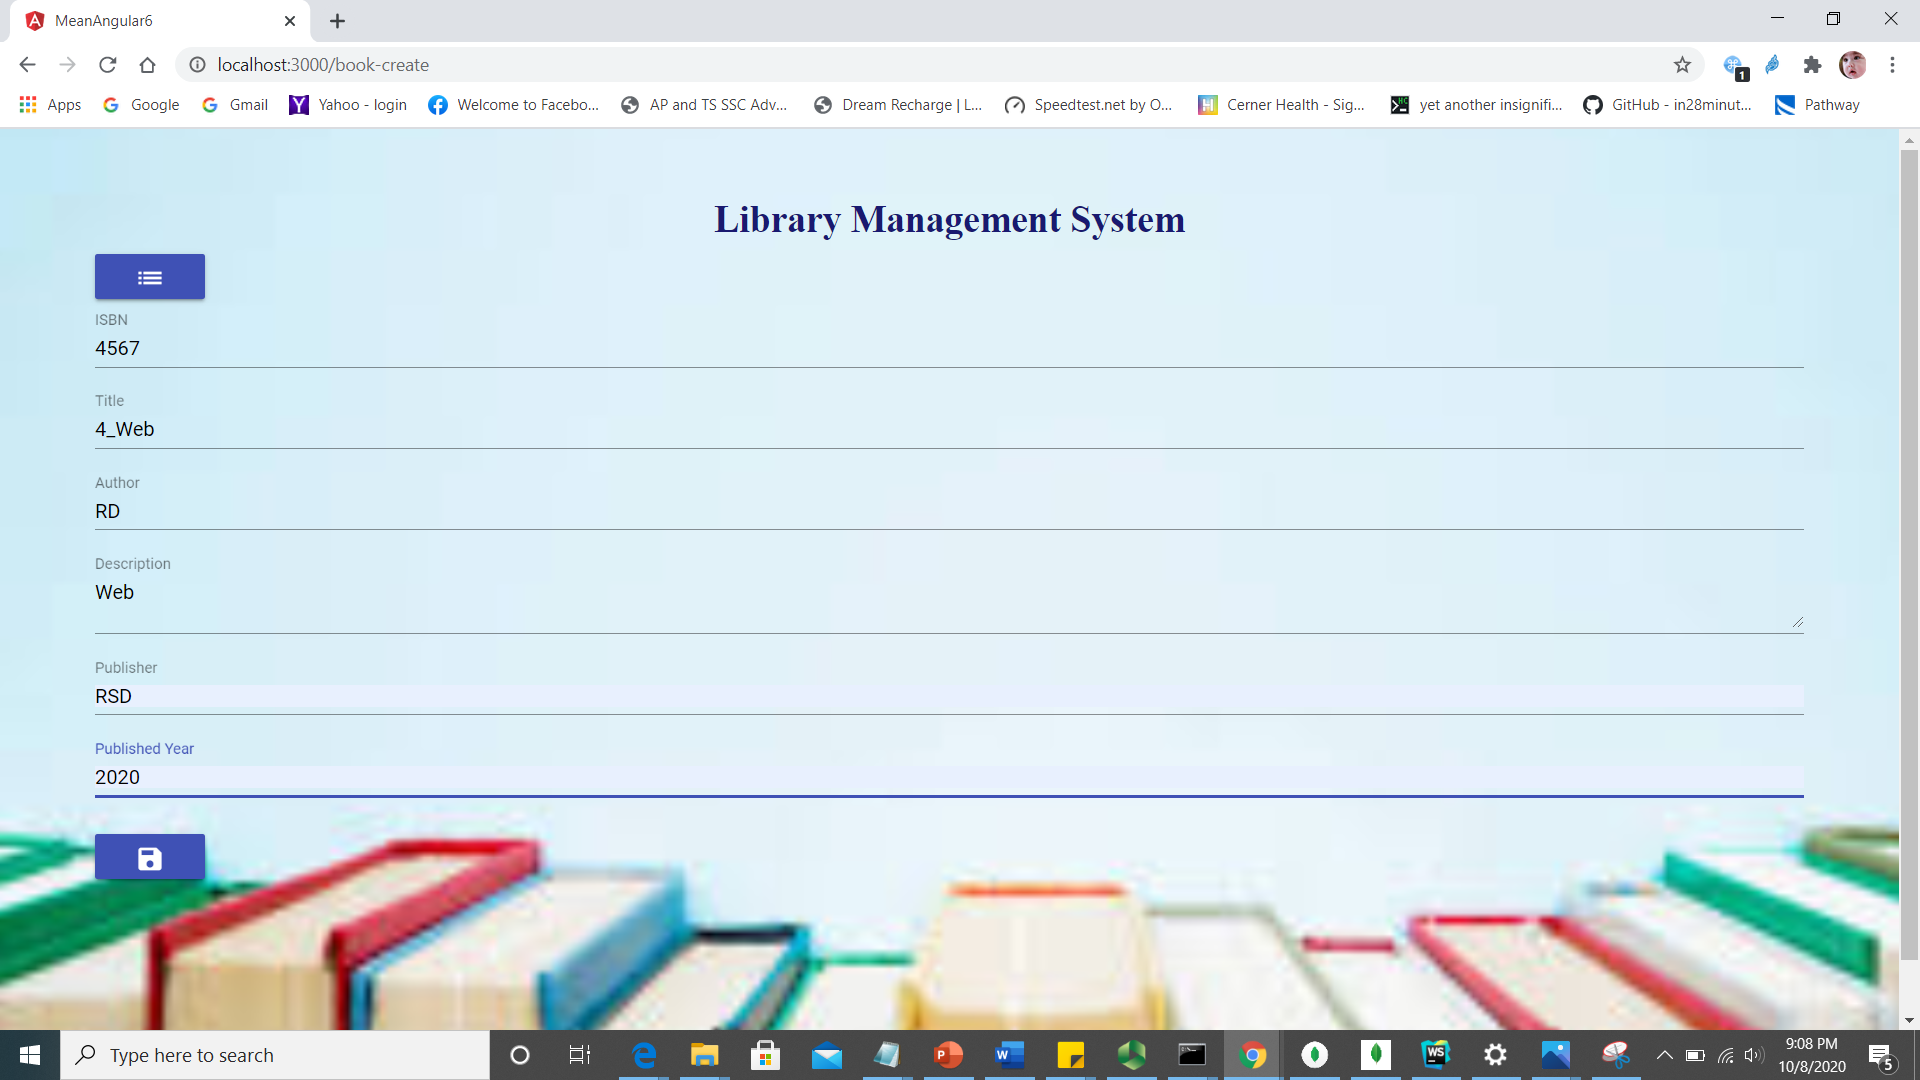 MeanAngular6
localhost:3000/book-create
1
Apps Google Gmail Yahoo - login Welcome to Facebo... AP and TS SSC Adv... Dream Recharge | L... Speedtest.net by O... Cerner Health - Sig... yet another insignifi... GitHub - in28minut... Pathway
Library Management System
ISBN
4567
Title
4_Web
Author
RD
Description
Web
Publisher
RSD
Published Year
2020
Type here to search
9:08 PM
10/8/2020
5